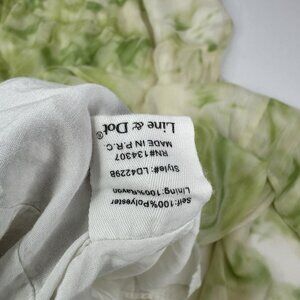 Line & Dot®
MADE IN P.R.C
RN#134307
Style#: LD4229B
Lining: 100%Rayon
Self: 100%Polyester